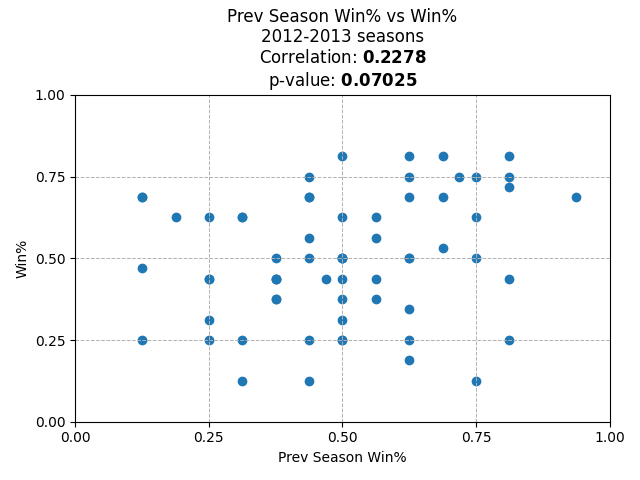 Prev Season Win% vs Win%
2012-2013 seasons
Correlation: 0.2278
p-value: 0.07025
1.00
0.75
0.50
0.25
0.00
Win%
0.00 0.25 0.50 0.75 1.00
Prev Season Win%